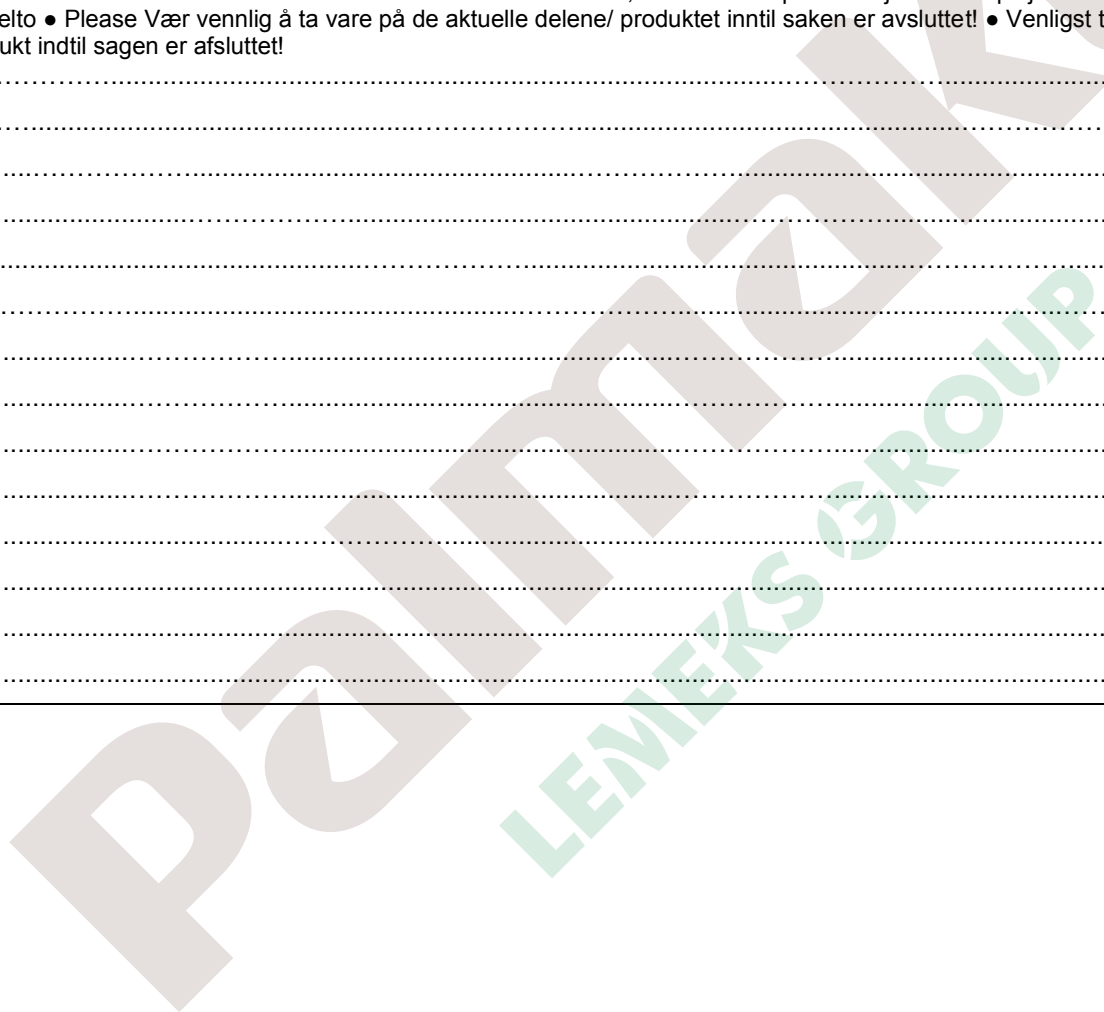 elto ● Please Vær vennlig å ta vare på de aktuelle delene/ produktet inntil saken er avsluttet! ● Venligst t
ukt indtil sagen er afsluttet!
Palmak
LEMEKS GROUP